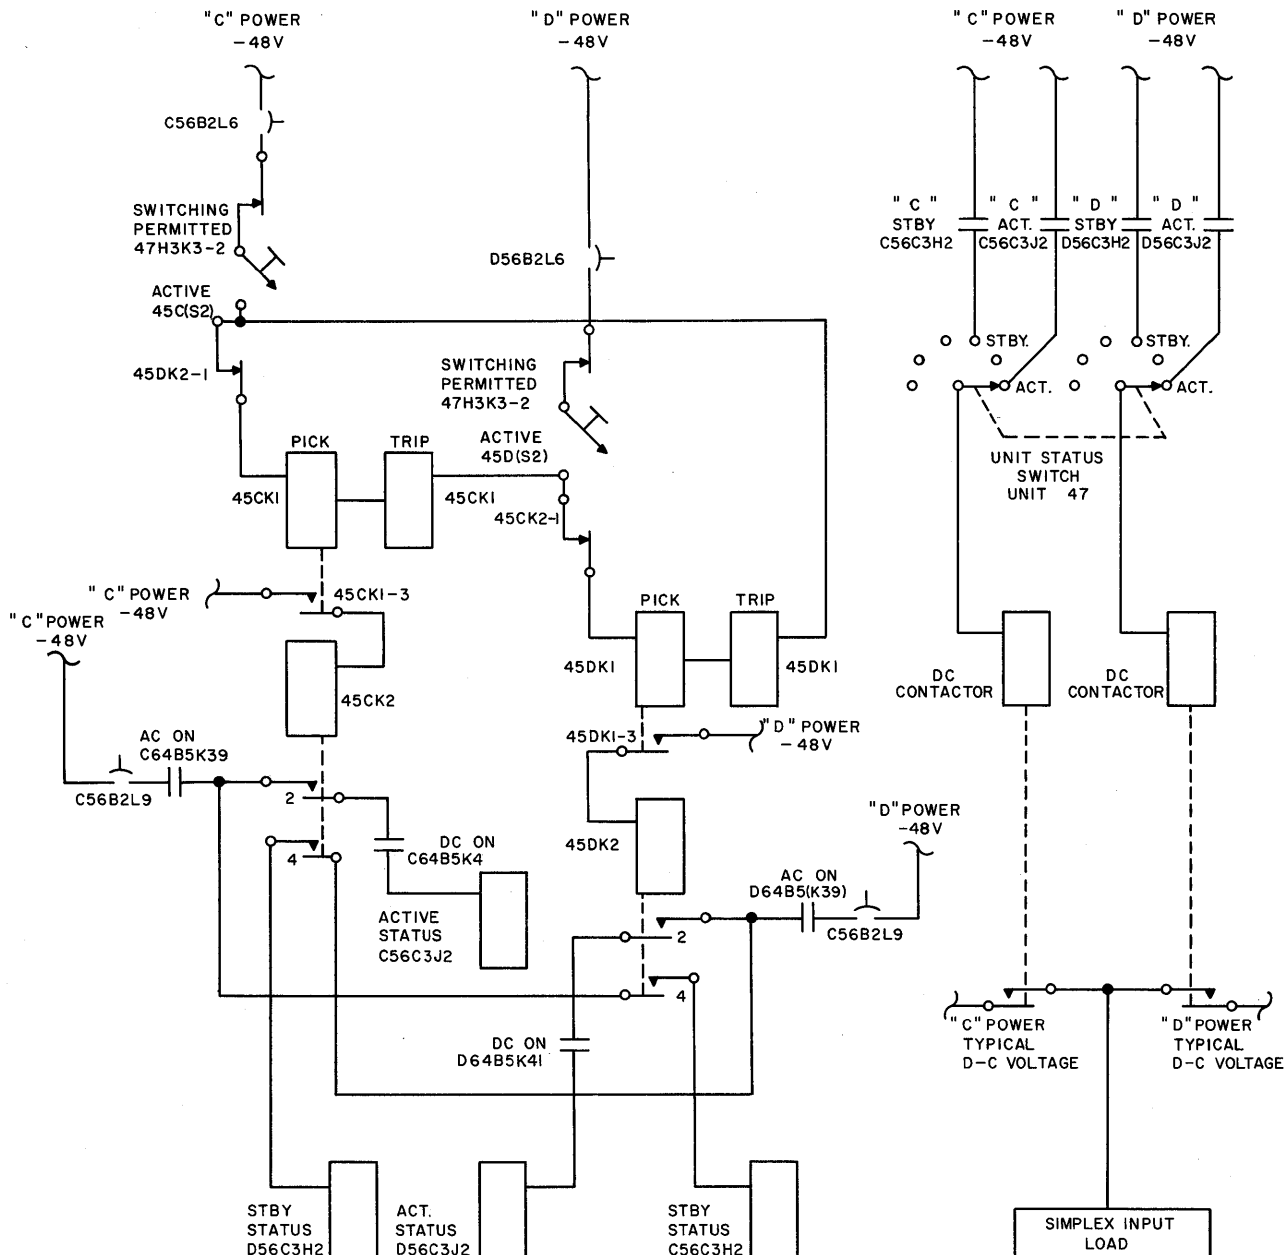 "C" POWER
-48V
"D" POWER
-48V
"C" POWER
-48V
"D" POWER
-48V
C56B2L6
SWITCHING
PERMITTED
47H3K3-2
ACTIVE
45C(S2)
45DK2-1
D56B2L6
SWITCHING
PERMITTED
47H3K3-2
ACTIVE
45D(S2)
"C"
STBY
C56C3H2
"C"
ACT.
C56C3J2
"D"
STBY
D56C3H2
"D"
ACT.
D56C3J2
STBY.
ACT.
STBY.
ACT.
UNIT STATUS
SWITCH
UNIT 47
PICK
TRIP
45CK1
45CK1
45CK2-1
"C" POWER
-48V
45CK1-3
"C" POWER
-48V
45CK2
PICK
TRIP
45DK1
45DK1
DC
CONTACTOR
DC
CONTACTOR
45DK1-3
"D" POWER
-48V
AC ON
C64B5K39
C56B2L9
2
4
DC ON
C64B5K4
ACTIVE
STATUS
C56C3J2
45DK2
"D" POWER
-48V
AC ON
D64B5(K39)
C56B2L9
2
4
DC ON
D64B5K41
"C" POWER
TYPICAL
D-C VOLTAGE
"D" POWER
TYPICAL
D-C VOLTAGE
STBY
STATUS
D56C3H2
ACT.
STATUS
D56C3J2
STBY
STATUS
C56C3H2
SIMPLEX INPUT
LOAD